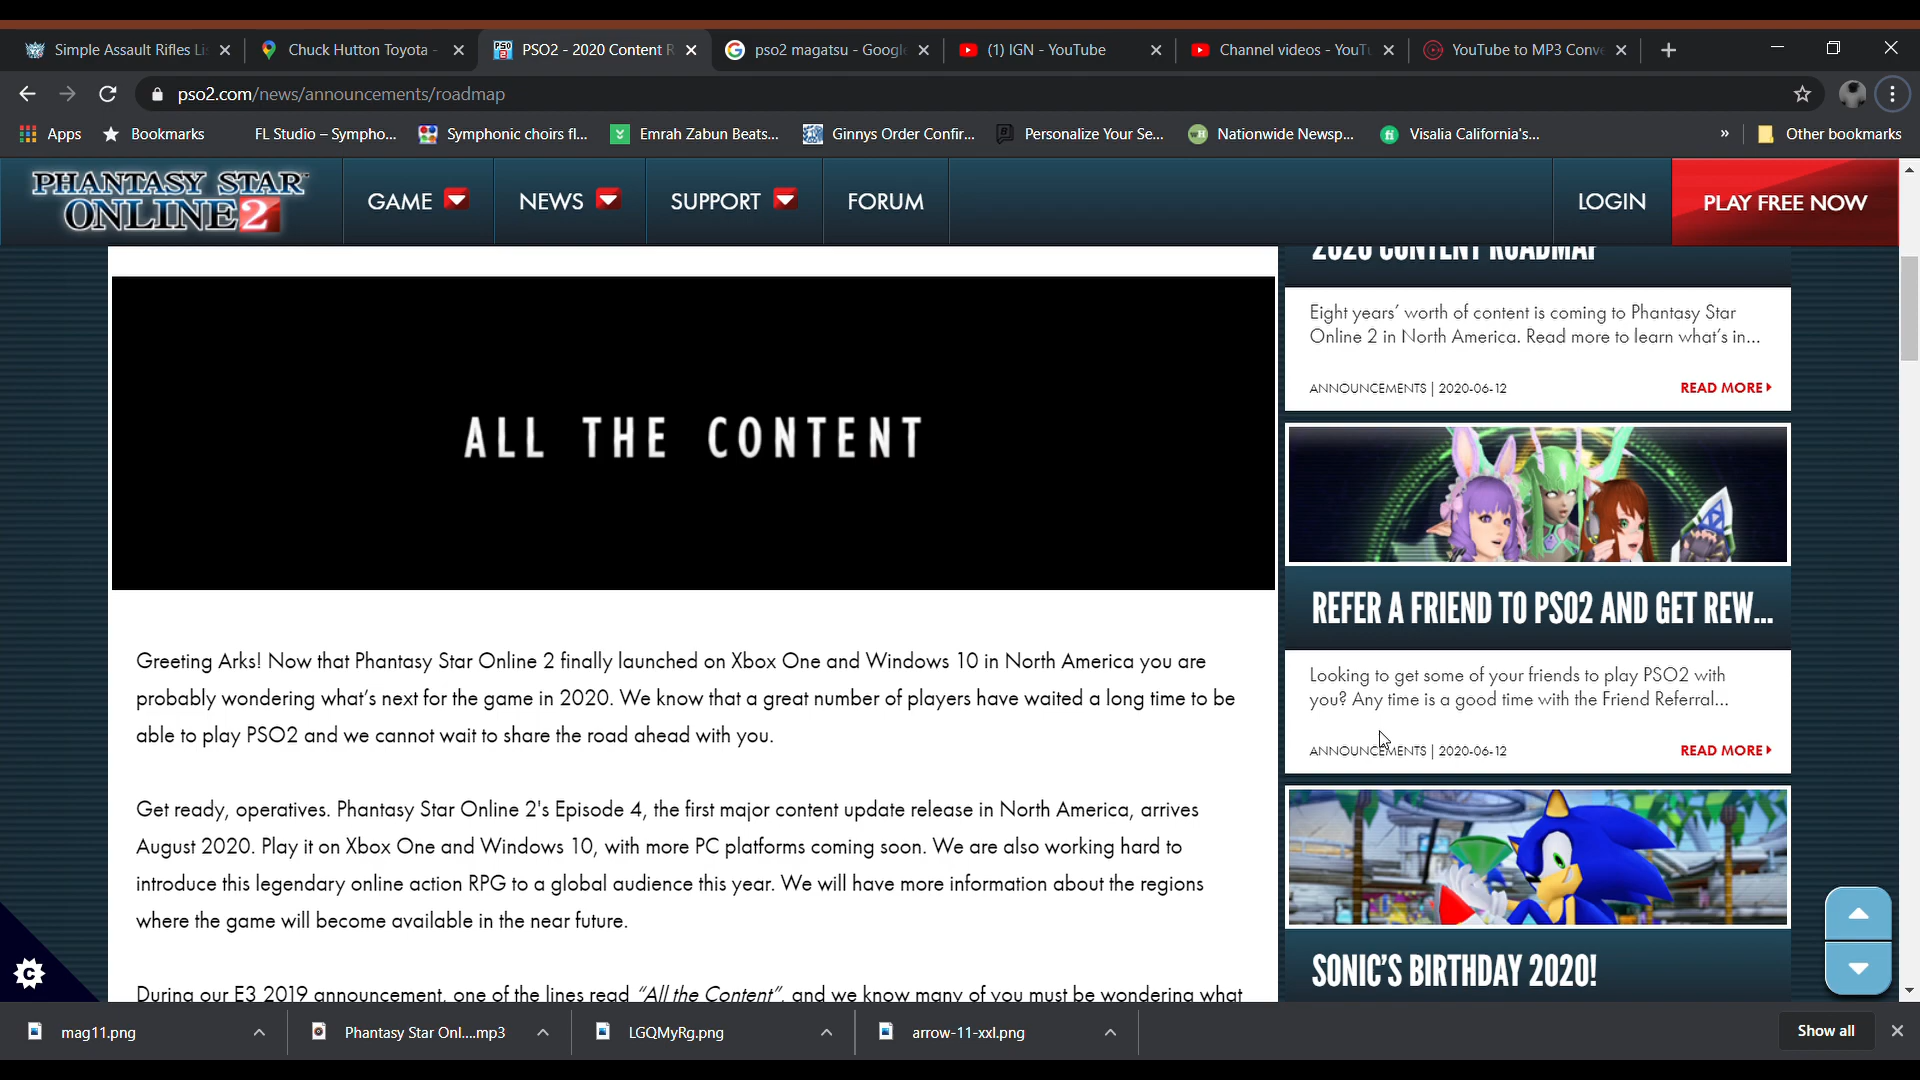 Simple Assault Rifles Li
Chuck Hutton Toyota -
PSO2 - 2020 Content R
pso2 magatsu - Google
(1) IGN - YouTube
Channel videos - YouTu
YouTube to MP3 Conve
pso2.com/news/announcements/roadmap
Apps
Bookmarks
FL Studio – Sympho...
Symphonic choirs fl...
Emrah Zabun Beats...
Ginnys Order Confir...
Personalize Your Se...
Nationwide Newsp...
Visalia California's...
»
Other bookmarks
PHANTASY STAR
ONLINE 2
GAME
NEWS
SUPPORT
FORUM
LOGIN
PLAY FREE NOW
ALL THE CONTENT
Greeting Arks! Now that Phantasy Star Online 2 finally launched on Xbox One and Windows 10 in North America you are
probably wondering what's next for the game in 2020. We know that a great number of players have waited a long time to be
able to play PSO2 and we cannot wait to share the road ahead with you.
Get ready, operatives. Phantasy Star Online 2's Episode 4, the first major content update release in North America, arrives
August 2020. Play it on Xbox One and Windows 10, with more PC platforms coming soon. We are also working hard to
introduce this legendary online action RPG to a global audience this year. We will have more information about the regions
where the game will become available in the near future.
During our E3 2019 announcement, one of the lines read “All the Content”, and we know many of you must be wondering what
2020 CONTENT ROADMAP
Eight years’ worth of content is coming to Phantasy Star
Online 2 in North America. Read more to learn what’s in...
ANNOUNCEMENTS | 2020-06-12
READ MORE
REFER A FRIEND TO PSO2 AND GET REW...
Looking to get some of your friends to play PSO2 with
you? Any time is a good time with the Friend Referral...
ANNOUNCEMENTS | 2020-06-12
READ MORE
SONIC’S BIRTHDAY 2020!
mag11.png
Phantasy Star Onl....mp3
LGQMyRg.png
arrow-11-xxl.png
Show all